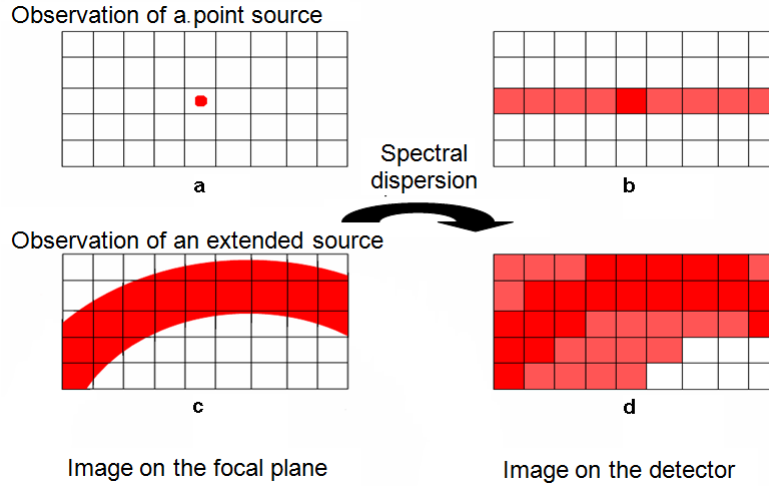 Observation of a point source
a
b
Spectral
dispersion
Observation of an extended source
c
d
Image on the focal plane
Image on the detector